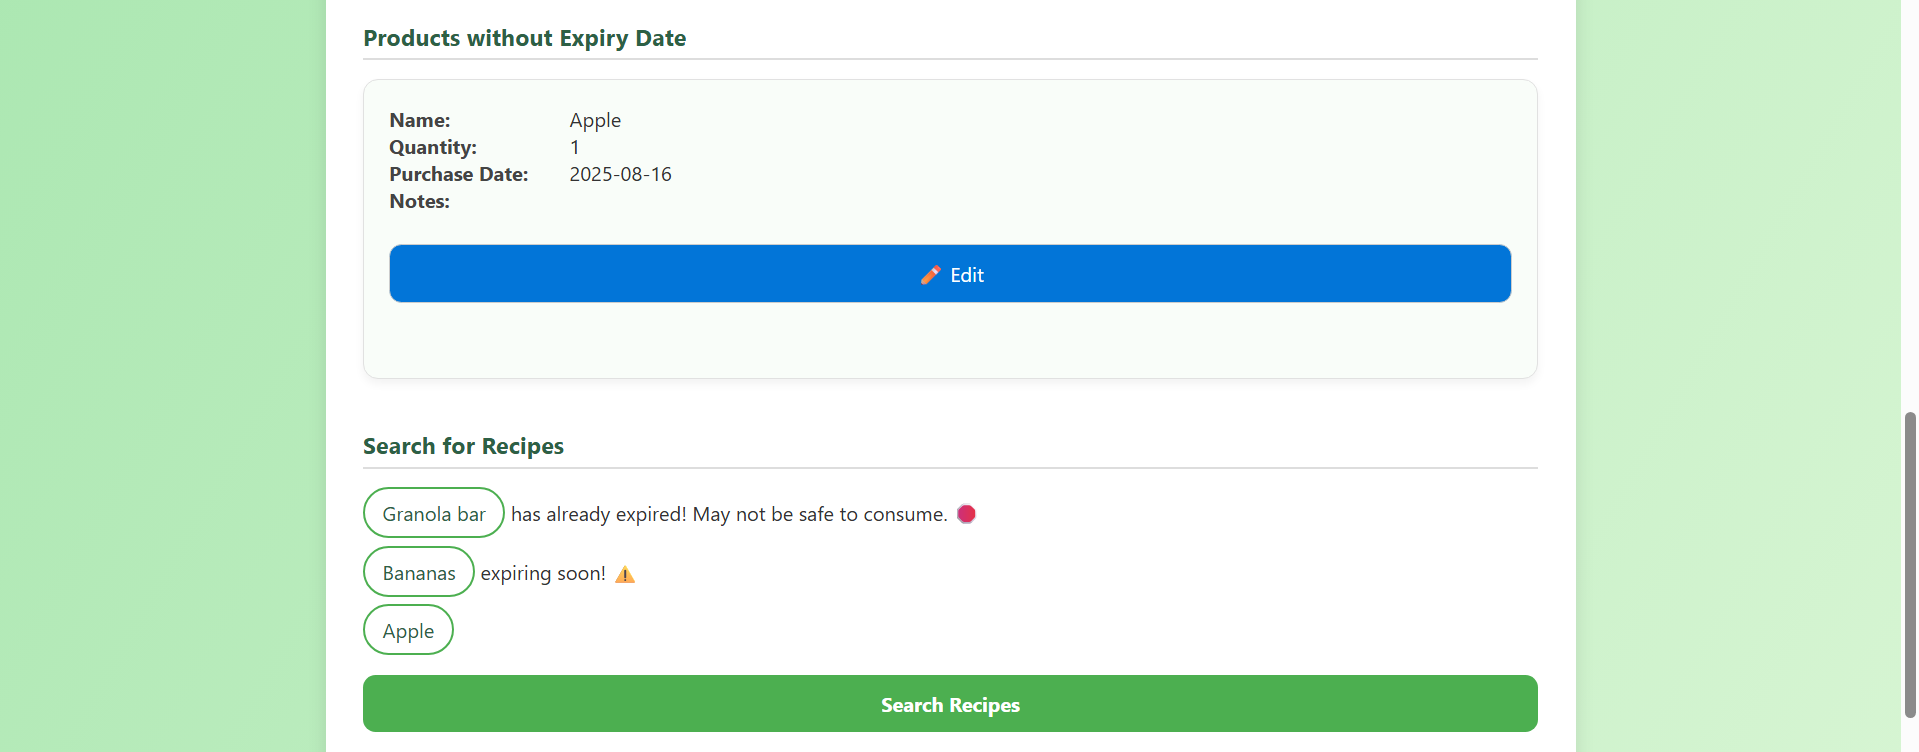 Products without Expiry Date
Name: Apple
Quantity: 1
Purchase Date: 2025-08-16
Notes:
Edit
Search for Recipes
Granola bar has already expired! May not be safe to consume.
Bananas expiring soon!
Apple
Search Recipes